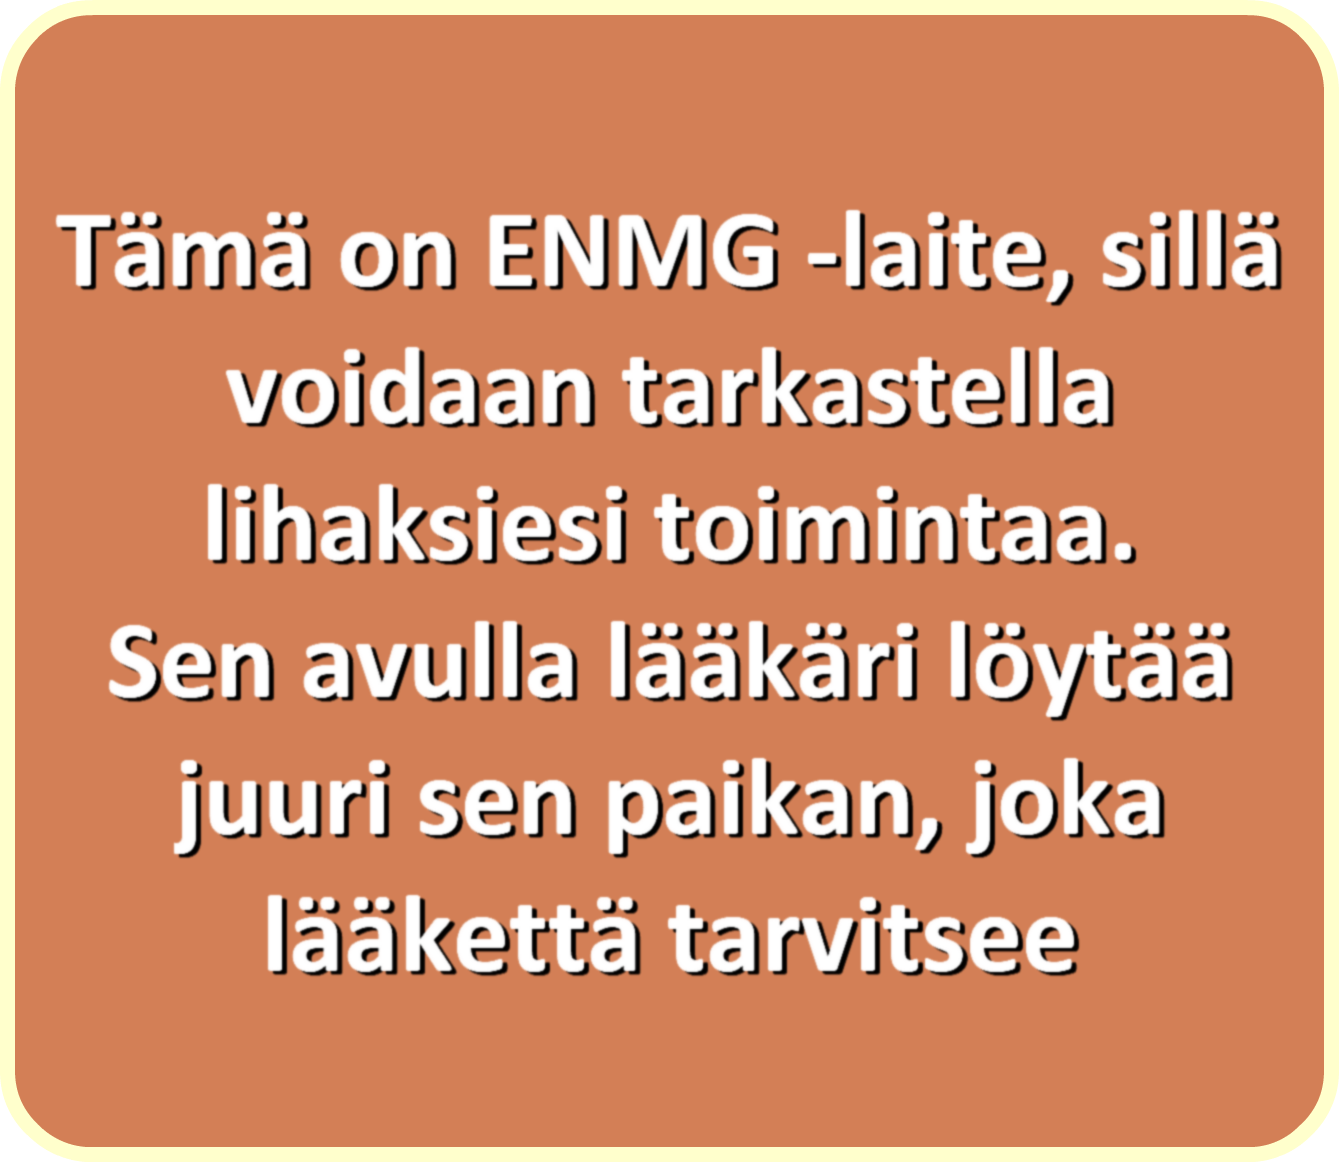 Tämä on ENMG -laite, sillä
voidaan tarkastella
lihaksiesi toimintaa.
Sen avulla lääkäri löytää
juuri sen paikan, joka
lääkettä tarvitsee